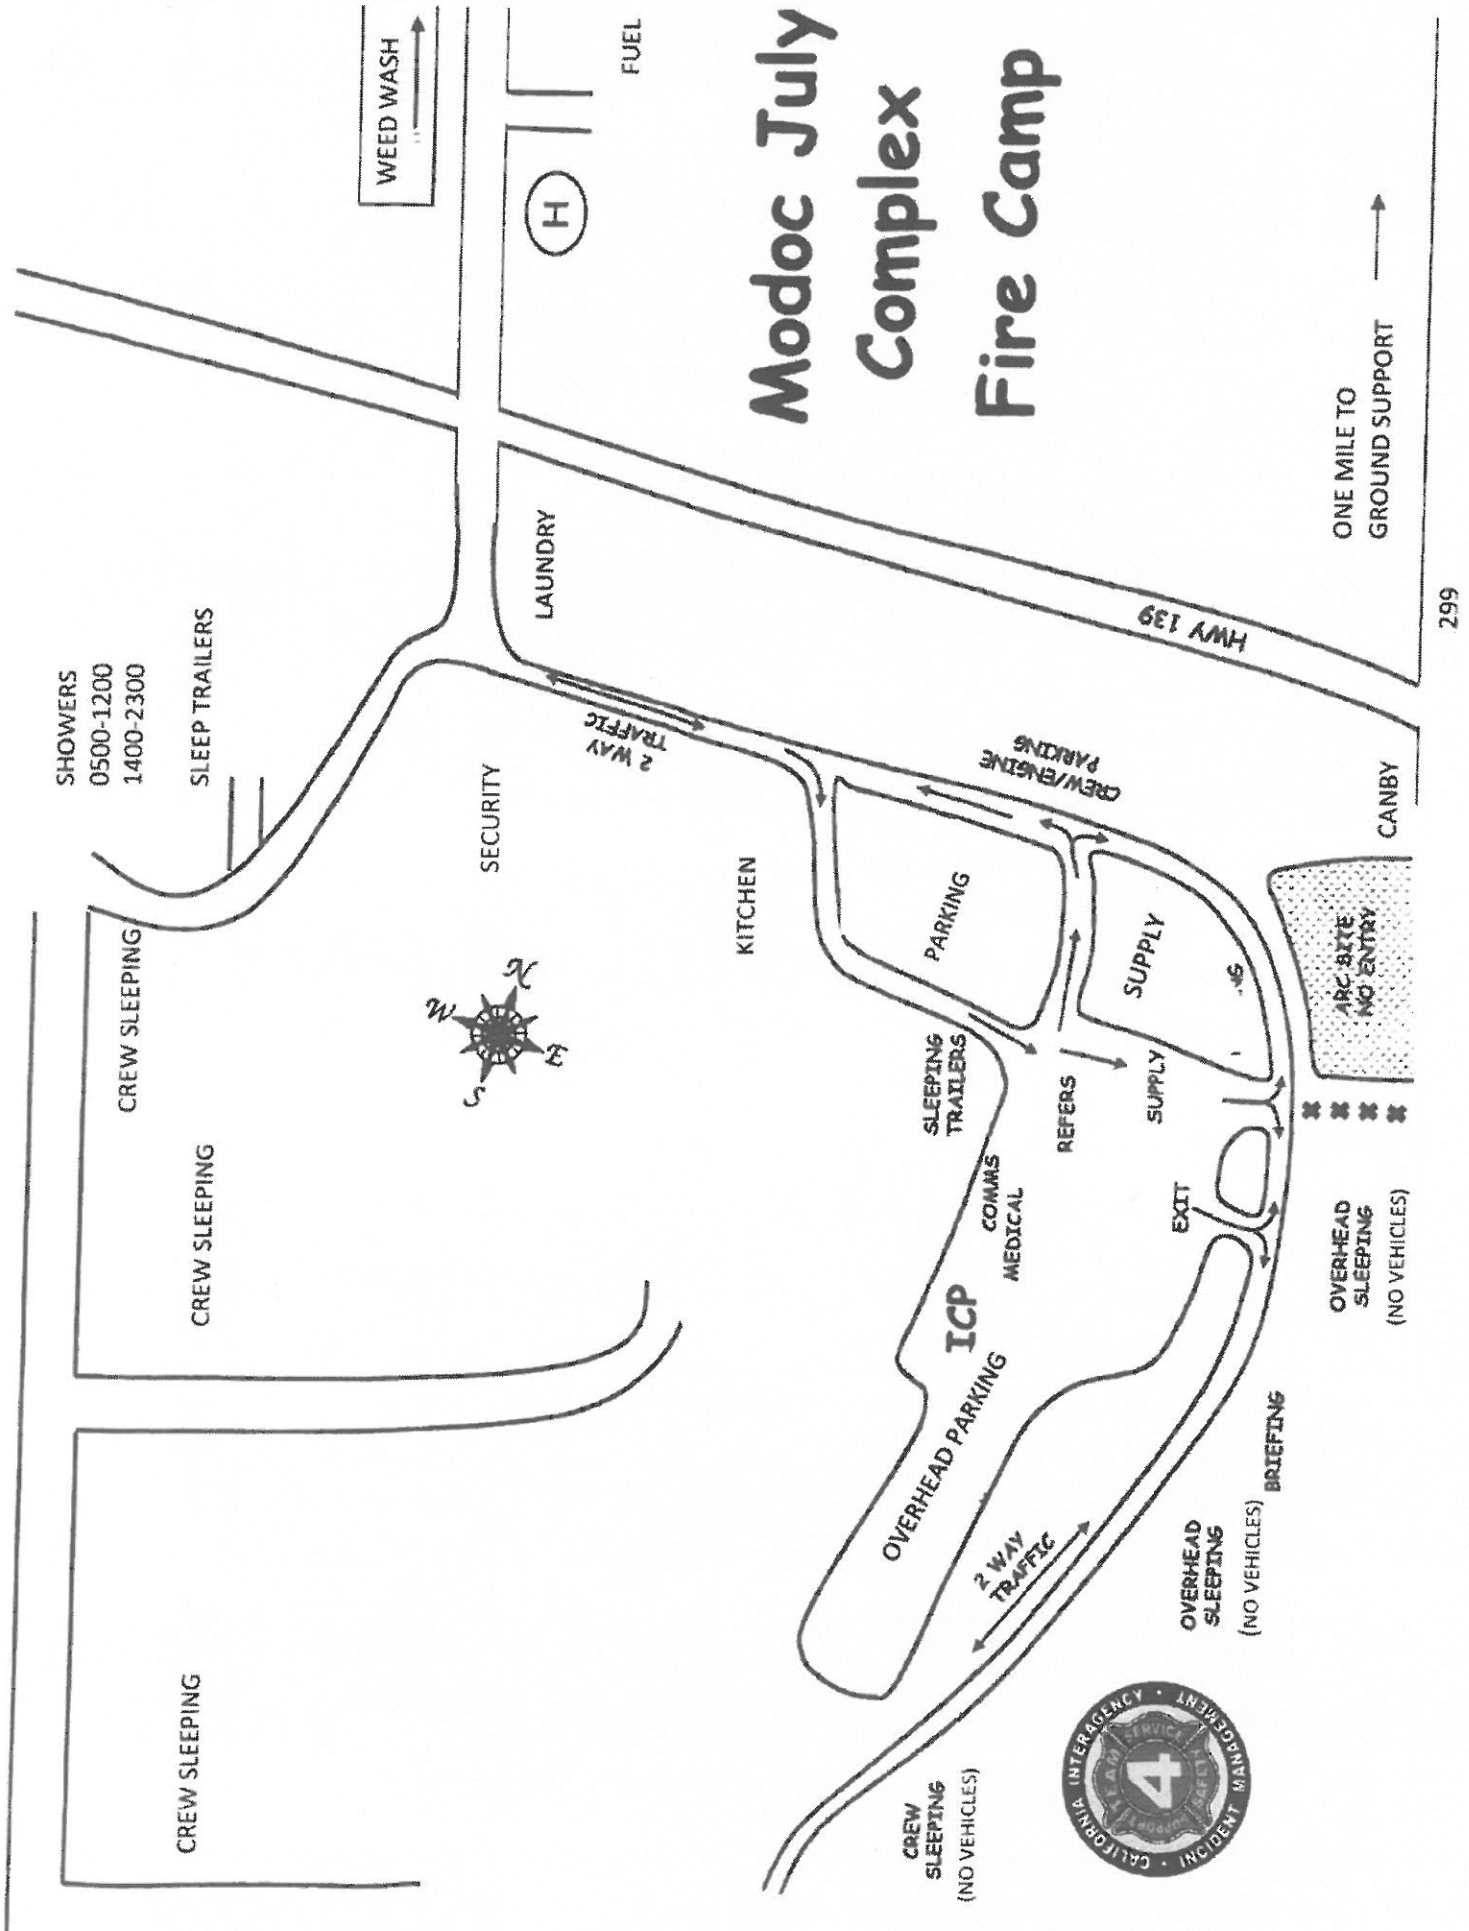 SHOWERS
0500-1200
1400-2300
SLEEP TRAILERS
WEED WASH
FUEL
H
Modoc July
Complex
Fire Camp
LAUNDRY
SECURITY
2 WAY
TRAFFIC
KITCHEN
CREW SLEEPING
CREW SLEEPING
CREW SLEEPING
N
W
E
S
HWY 139
ONE MILE TO
GROUND SUPPORT
299
CANBY
CREW/ENGINE
PARKING
PARKING
SUPPLY
ARC SITE
NO ENTRY
SLEEPING
TRAILERS
REFERS
SUPPLY
COMMS
MEDICAL
EXIT
ICP
OVERHEAD PARKING
OVERHEAD
SLEEPING
(NO VEHICLES)
BRIEFING
2 WAY
TRAFFIC
OVERHEAD
SLEEPING
(NO VEHICLES)
CREW
SLEEPING
(NO VEHICLES)
CALIFORNIA INTERAGENCY
INCIDENT MANAGEMENT
TEAM
4
SERVICE
SAFETY
SUPPORT